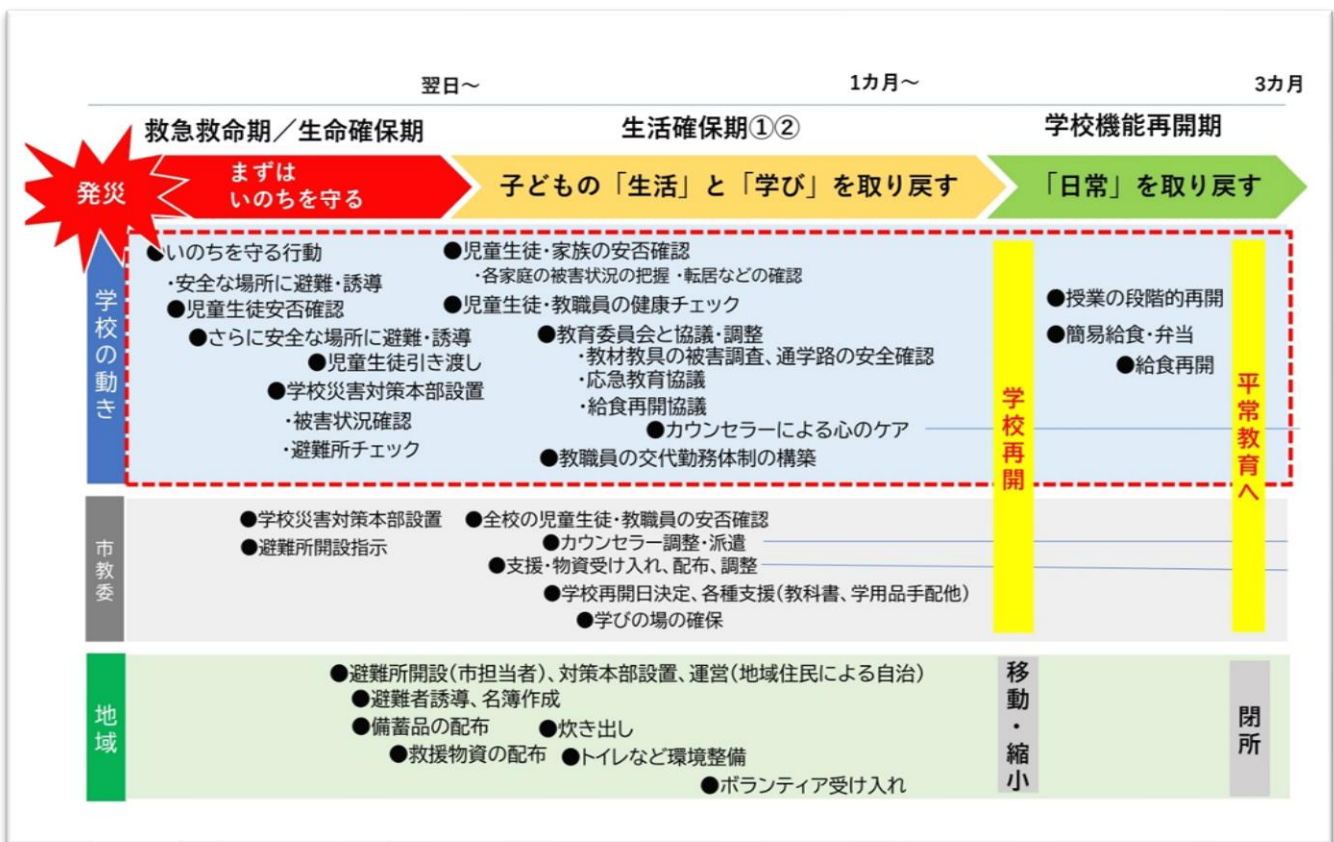 翌日～
1カ月～
3カ月
救急救命期／生命確保期
生活確保期①②
学校機能再開期
発災
まずは
いのちを守る
子どもの「生活」と「学び」を取り戻す
「日常」を取り戻す
学校の動き
●いのちを守る行動
・安全な場所に避難・誘導
●児童生徒安否確認
●さらに安全な場所に避難・誘導
●児童生徒引き渡し
●学校災害対策本部設置
・被害状況確認
・避難所チェック
●児童生徒・家族の安否確認
・各家庭の被害状況の把握・転居などの確認
●児童生徒・教職員の健康チェック
●教育委員会と協議・調整
・教材教具の被害調査、通学路の安全確認
・応急教育協議
・給食再開協議
●カウンセラーによる心のケア
●教職員の交代勤務体制の構築
学校再開
●授業の段階的再開
●簡易給食・弁当
●給食再開
平常教育へ
市教委
●学校災害対策本部設置
●避難所開設指示
●全校の児童生徒・教職員の安否確認
●カウンセラー調整・派遣
●支援・物資受け入れ、配布、調整
●学校再開日決定、各種支援(教科書、学用品手配他)
●学びの場の確保
地域
●避難所開設(市担当者)、対策本部設置、運営(地域住民による自治)
●避難者誘導、名簿作成
●備蓄品の配布
●炊き出し
●救援物資の配布
●トイレなど環境整備
●ボランティア受け入れ
移動・縮小
閉所